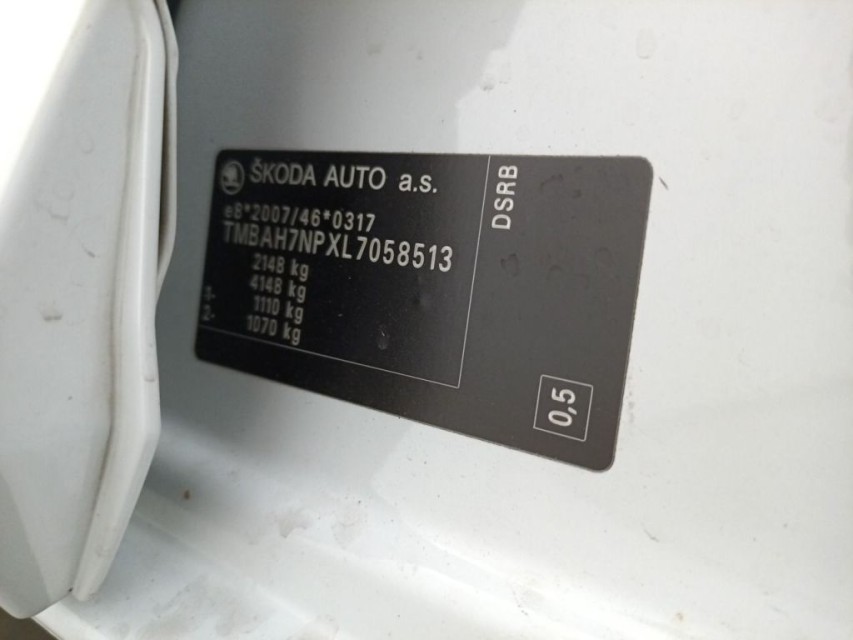 ŠKODA AUTO a.s.
e8*2007/46*0317
TMBAH7NPXL7058513
2148 kg
4148 kg
1- 1110 kg
2- 1070 kg
DSRB
0,5